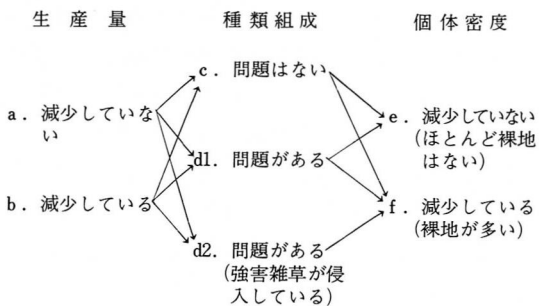 生産量
種類組成
個体密度
c．問題はない
a．減少していな
い
e．減少していない
(ほとんど裸地
はない)
d1．問題がある
b．減少している
f．減少している
(裸地が多い)
d2．問題がある
(強害雑草が侵
入している)